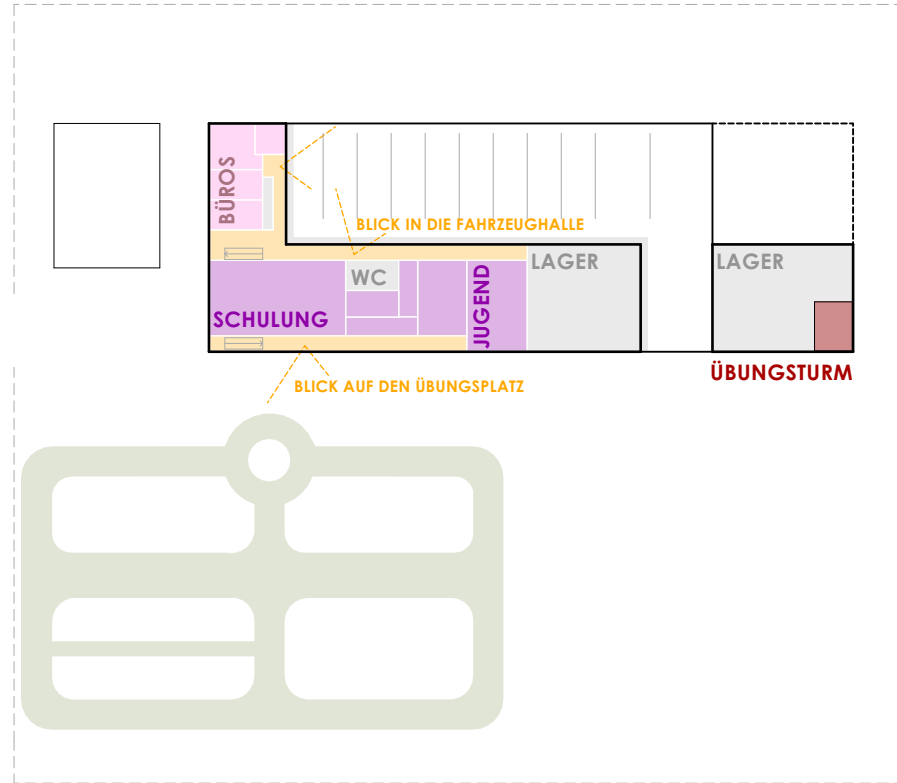 BÜROS
BLICK IN DIE FAHRZEUGHALLE
WC
LAGER
LAGER
SCHULUNG
JUGEND
ÜBUNGSTURM
BLICK AUF DEN ÜBUNGSPLATZ